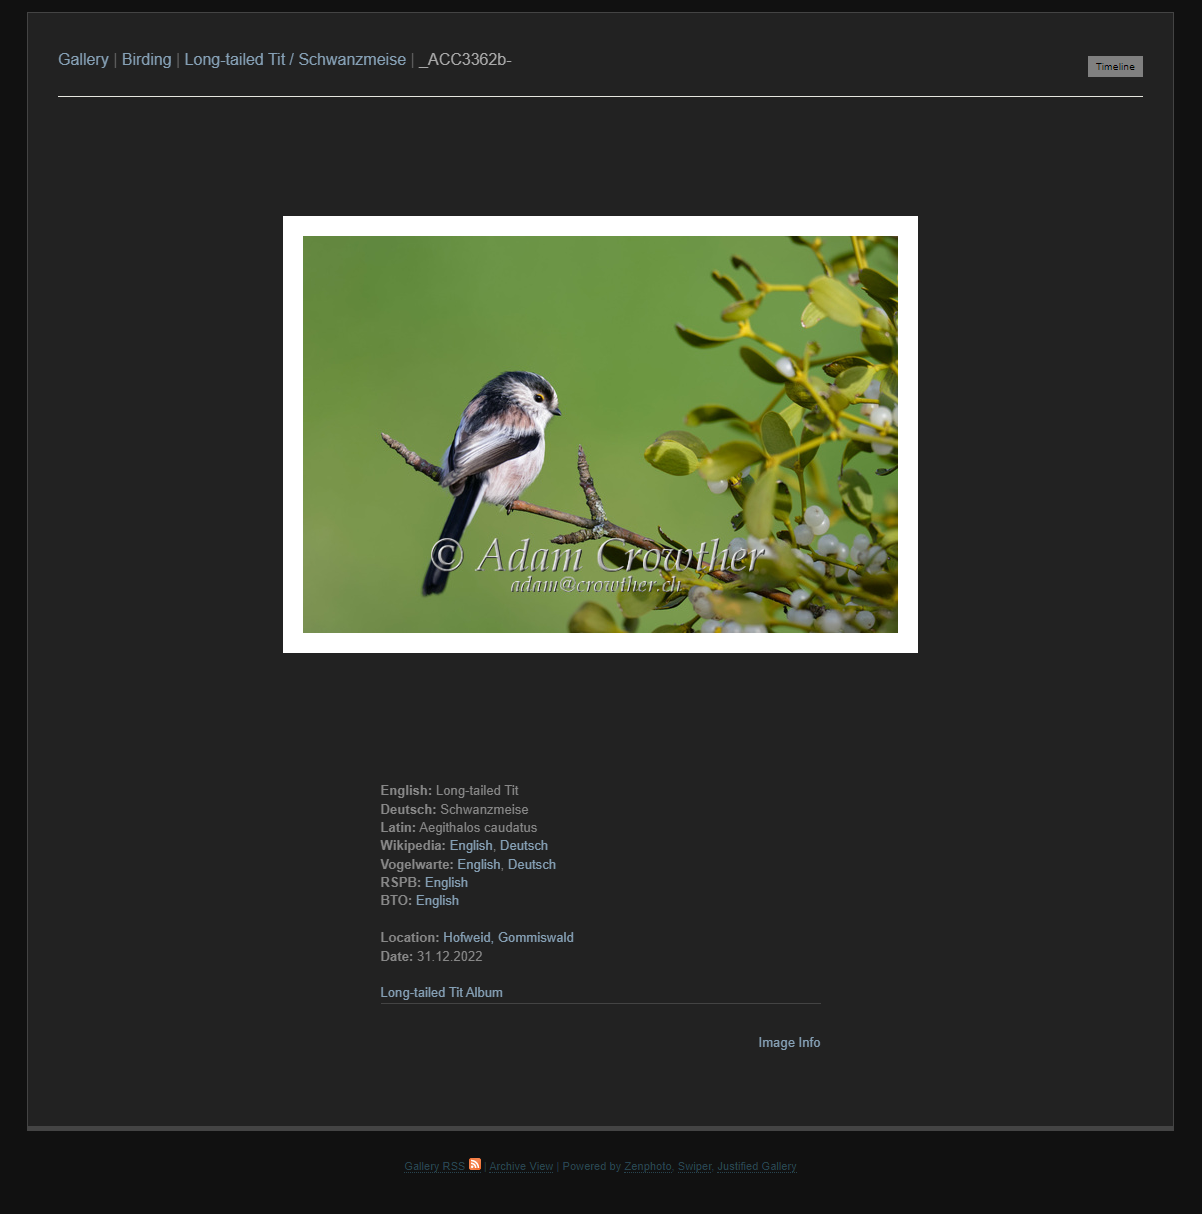 Gallery | Birding | Long-tailed Tit / Schwanzmeise | _ACC3362b-
Timeline
© Adam Crowther
adam@crowther.ch
English: Long-tailed Tit
Deutsch: Schwanzmeise
Latin: Aegithalos caudatus
Wikipedia: English, Deutsch
Vogelwarte: English, Deutsch
RSPB: English
BTO: English
Location: Hofweid, Gommiswald
Date: 31.12.2022
Long-tailed Tit Album
Image Info
Gallery RSS | Archive View | Powered by Zenphoto, Swiper, Justified Gallery